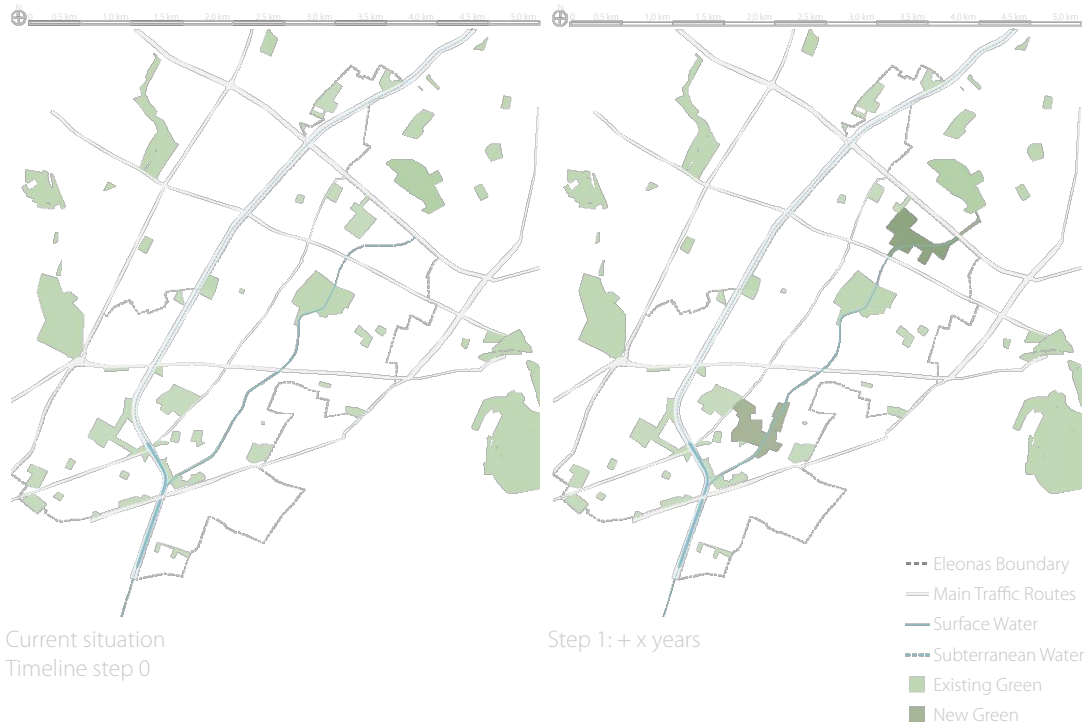 N 0.5 km 1.0 km 1.5 km 2.0 km 2.5 km 3.0 km 3.5 km 4.0 km 4.5 km 5.0 km
N 0.5 km 1.0 km 1.5 km 2.0 km 2.5 km 3.0 km 3.5 km 4.0 km 4.5 km 5.0 km
Current situation
Timeline step 0
Step 1: + x years
Eleonas Boundary
Main Traffic Routes
Surface Water
Subterranean Water
Existing Green
New Green